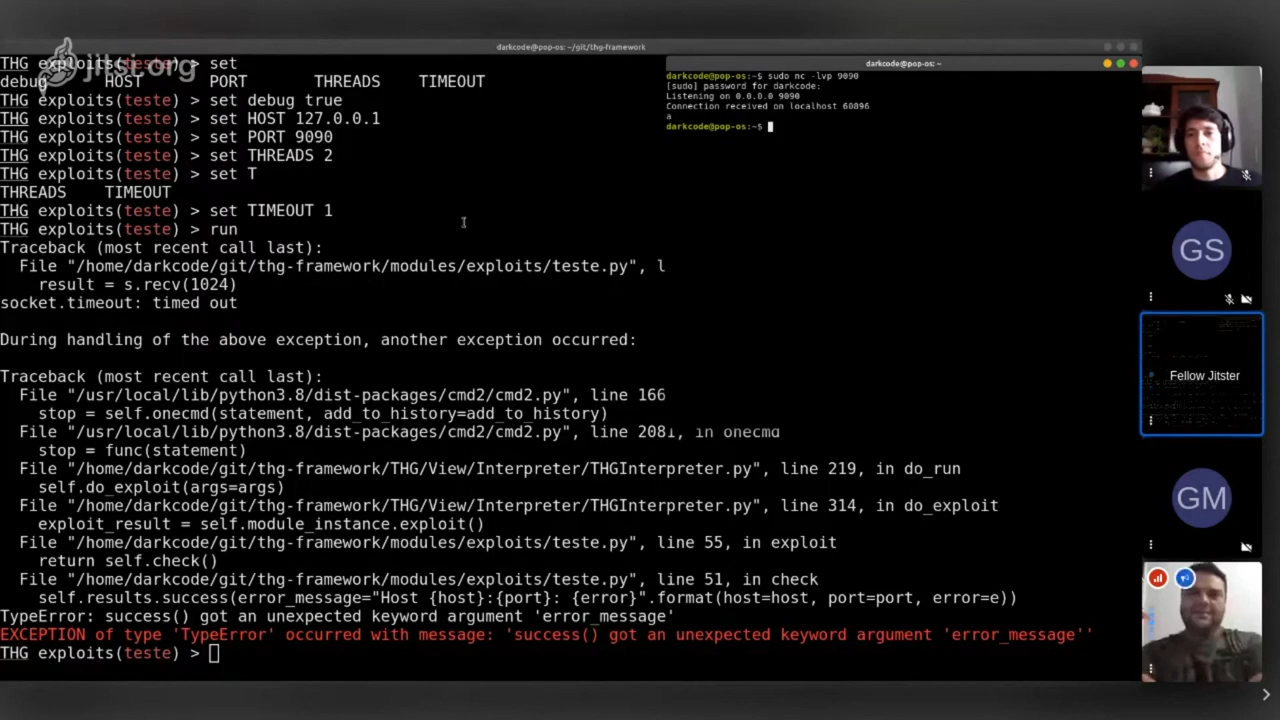 darkcode@pop-os: ~/git/thg-framework
jitsi.org
THG exploits(teste) > set
debug HOST PORT THREADS TIMEOUT
THG exploits(teste) > set debug true
THG exploits(teste) > set HOST 127.0.0.1
THG exploits(teste) > set PORT 9090
THG exploits(teste) > set THREADS 2
THG exploits(teste) > set T
THREADS TIMEOUT
THG exploits(teste) > set TIMEOUT 1
THG exploits(teste) > run
Traceback (most recent call last):
File "/home/darkcode/git/thg-framework/modules/exploits/teste.py", l
result = s.recv(1024)
socket.timeout: timed out
During handling of the above exception, another exception occurred:
Traceback (most recent call last):
File "/usr/local/lib/python3.8/dist-packages/cmd2/cmd2.py", line 166
stop = self.onecmd(statement, add_to_history=add_to_history)
File "/usr/local/lib/python3.8/dist-packages/cmd2/cmd2.py", line 2081, in onecmd
stop = func(statement)
File "/home/darkcode/git/thg-framework/THG/View/Interpreter/THGInterpreter.py", line 219, in do_run
self.do_exploit(args=args)
File "/home/darkcode/git/thg-framework/THG/View/Interpreter/THGInterpreter.py", line 314, in do_exploit
exploit_result = self.module_instance.exploit()
File "/home/darkcode/git/thg-framework/modules/exploits/teste.py", line 55, in exploit
return self.check()
File "/home/darkcode/git/thg-framework/modules/exploits/teste.py", line 51, in check
self.results.success(error_message="Host {host}:{port}: {error}".format(host=host, port=port, error=e))
TypeError: success() got an unexpected keyword argument 'error_message'
EXCEPTION of type 'TypeError' occurred with message: 'success() got an unexpected keyword argument 'error_message''
THG exploits(teste) >
darkcode@pop-os: ~
darkcode@pop-os:~$ sudo nc -lvp 9090
[sudo] password for darkcode:
Listening on 0.0.0.0 9090
Connection received on localhost 60896
a
darkcode@pop-os:~$
GS
Fellow Jitster
GM